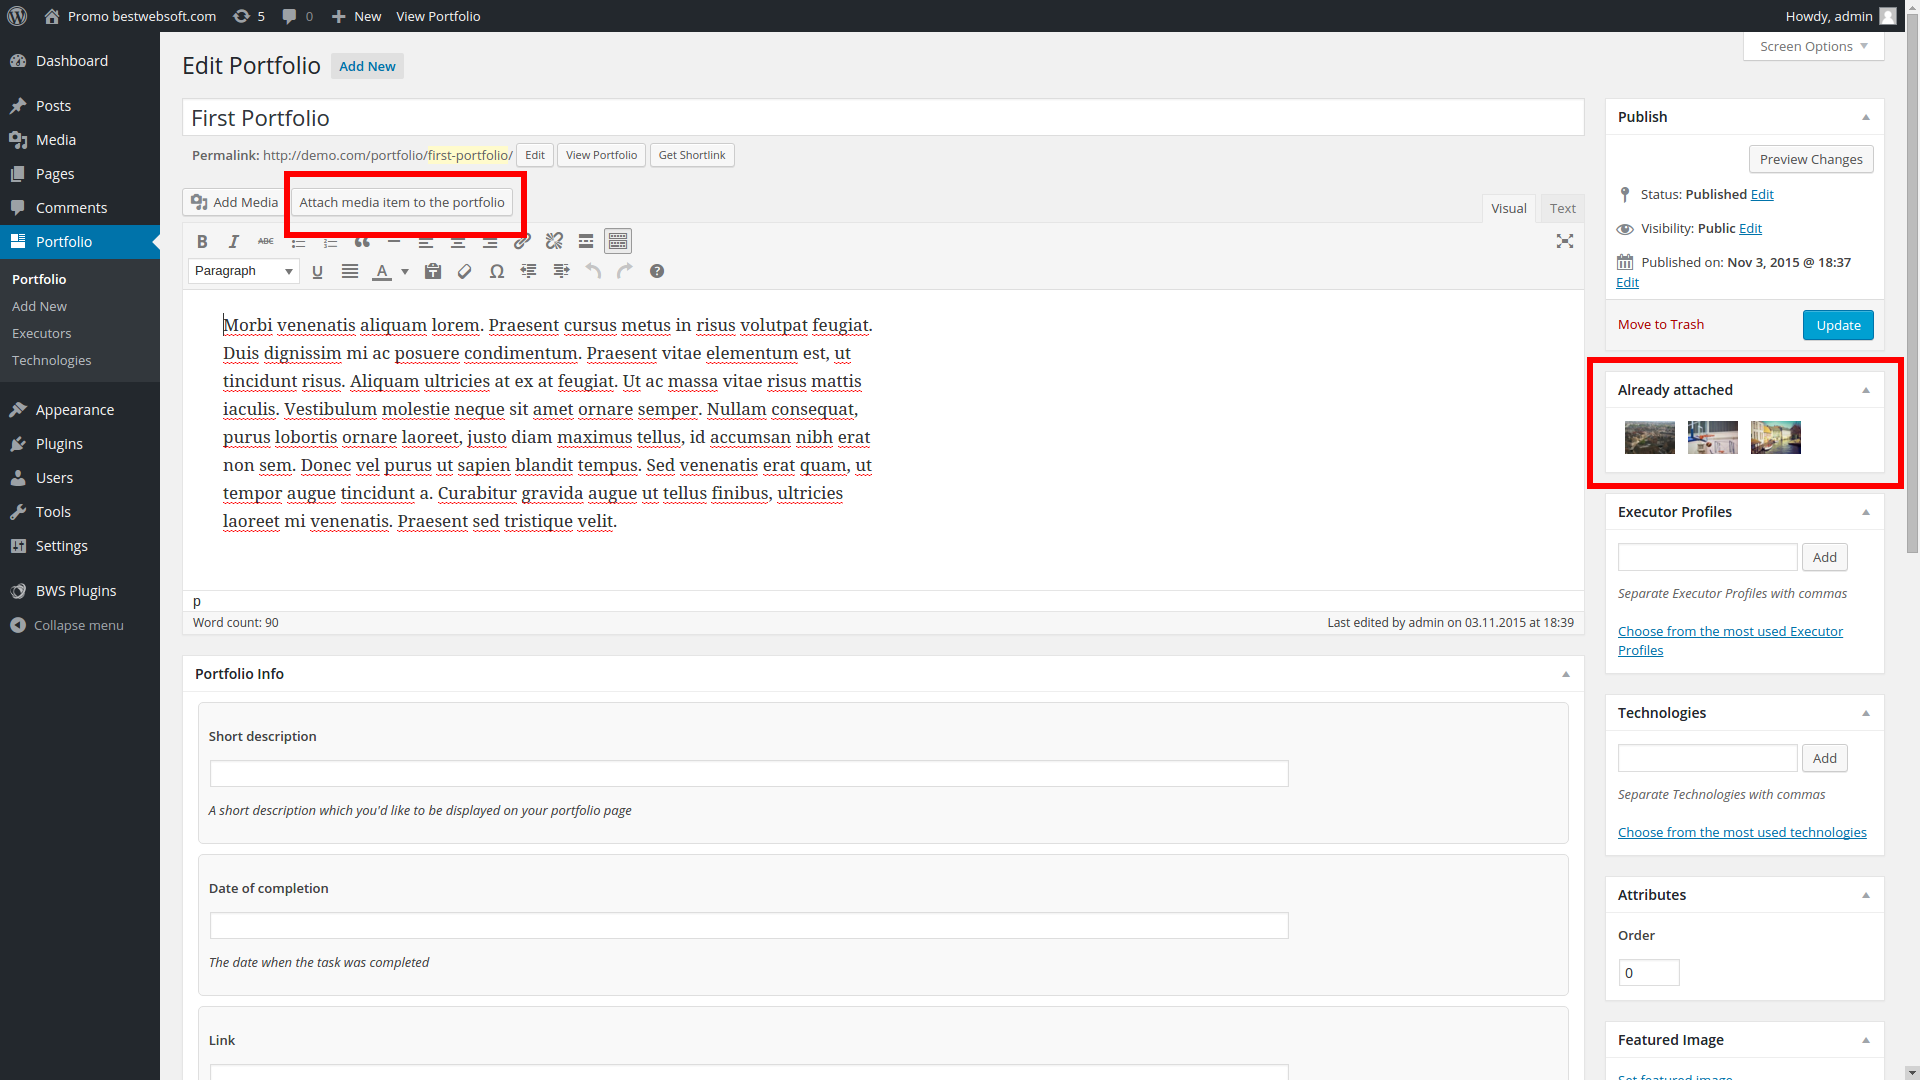 Promo bestwebsoft.com 5 0 New View Portfolio Howdy, admin
Screen Options
Dashboard
Posts
Media
Pages
Comments
Portfolio
Portfolio
Add New
Executors
Technologies
Appearance
Plugins
Users
Tools
Settings
BWS Plugins
Collapse menu
Edit Portfolio Add New
First Portfolio
Permalink: http://demo.com/portfolio/first-portfolio/ Edit View Portfolio Get Shortlink
Add Media Attach media item to the portfolio Visual Text
B I ABC
Paragraph U A Ω ?
Morbi venenatis aliquam lorem. Praesent cursus metus in risus volutpat feugiat.
Duis dignissim mi ac posuere condimentum. Praesent vitae elementum est, ut
tincidunt risus. Aliquam ultricies at ex at feugiat. Ut ac massa vitae risus mattis
iaculis. Vestibulum molestie neque sit amet ornare semper. Nullam consequat,
purus lobortis ornare laoreet, justo diam maximus tellus, id accumsan nibh erat
non sem. Donec vel purus ut sapien blandit tempus. Sed venenatis erat quam, ut
tempor augue tincidunt a. Curabitur gravida augue ut tellus finibus, ultricies
laoreet mi venenatis. Praesent sed tristique velit.
p
Word count: 90 Last edited by admin on 03.11.2015 at 18:39
Portfolio Info
Short description
A short description which you'd like to be displayed on your portfolio page
Date of completion
The date when the task was completed
Link
Publish
Preview Changes
Status: Published Edit
Visibility: Public Edit
Published on: Nov 3, 2015 @ 18:37
Edit
Move to Trash Update
Already attached
Executor Profiles
Add
Separate Executor Profiles with commas
Choose from the most used Executor
Profiles
Technologies
Add
Separate Technologies with commas
Choose from the most used technologies
Attributes
Order
0
Featured Image
Set featured image